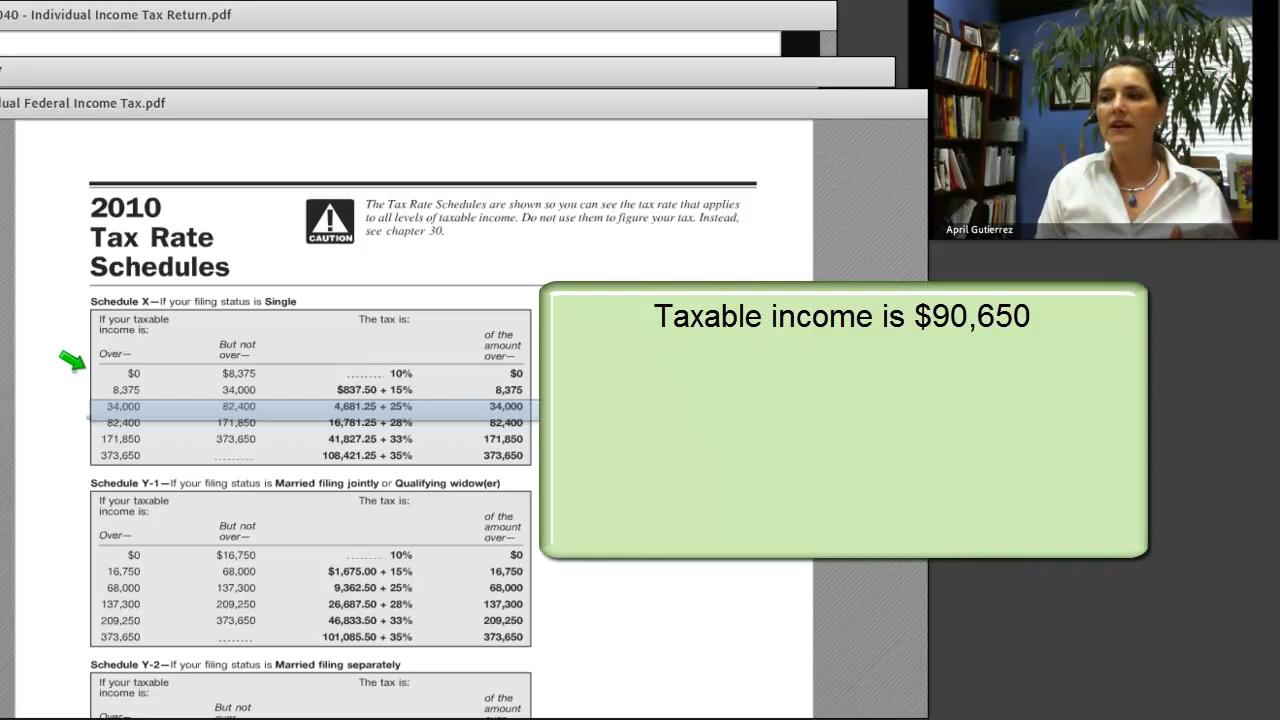 040 - Individual Income Tax Return.pdf
dual Federal Income Tax.pdf
April Gutierrez
2010
Tax Rate
Schedules
CAUTION
The Tax Rate Schedules are shown so you can see the tax rate that applies
to all levels of taxable income. Do not use them to figure your tax. Instead,
see chapter 30.
Schedule X—If your filing status is Single
If your taxable
income is:
The tax is:
Over—
But not
over—
of the
amount
over—
$0 $8,375 ........ 10% $0
8,375 34,000 $837.50 + 15% 8,375
34,000 82,400 4,681.25 + 25% 34,000
82,400 171,850 16,781.25 + 28% 82,400
171,850 373,650 41,827.25 + 33% 171,850
373,650 ........ 108,421.25 + 35% 373,650
Taxable income is $90,650
Schedule Y-1—If your filing status is Married filing jointly or Qualifying widow(er)
If your taxable
income is:
The tax is:
Over—
But not
over—
of the
amount
over—
$0 $16,750 ........ 10% $0
16,750 68,000 $1,675.00 + 15% 16,750
68,000 137,300 9,362.50 + 25% 68,000
137,300 209,250 26,687.50 + 28% 137,300
209,250 373,650 46,833.50 + 33% 209,250
373,650 ........ 101,085.50 + 35% 373,650
Schedule Y-2—If your filing status is Married filing separately
If your taxable
income is:
The tax is:
Over—
But not
over—
of the
amount